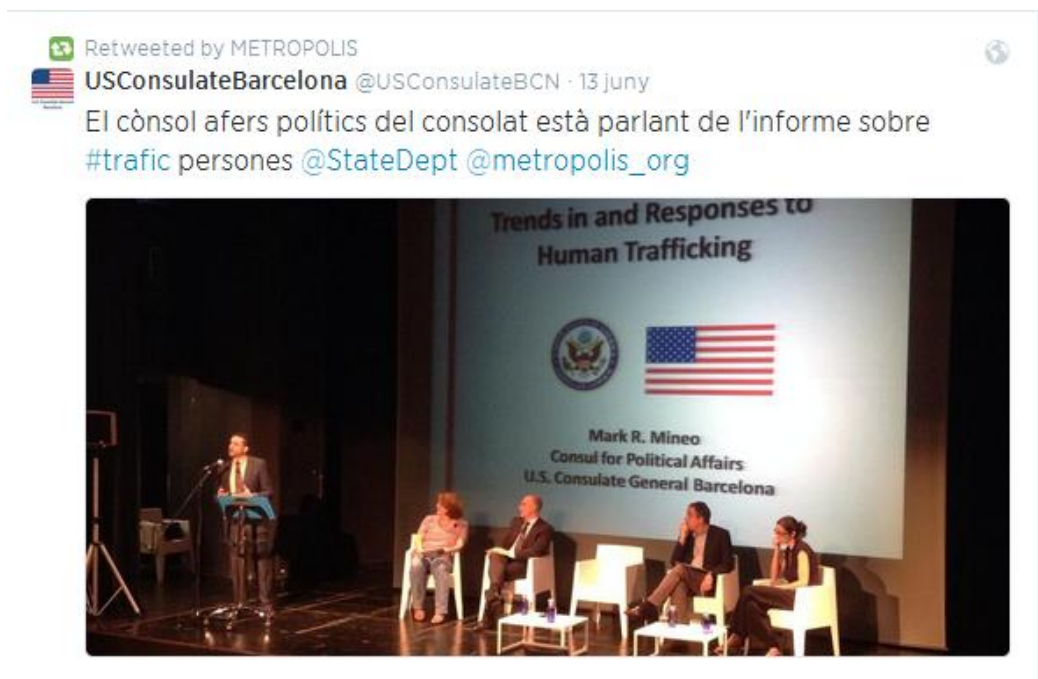 Retweeted by METROPOLIS
USConsulateBarcelona @USConsulateBCN · 13 juny
El cònsol afers polítics del consolat està parlant de l'informe sobre
#trafic persones @StateDept @metropolis_org
Trends in and Responses to
Human Trafficking
Mark R. Mineo
Consul for Political Affairs
U.S. Consulate General Barcelona